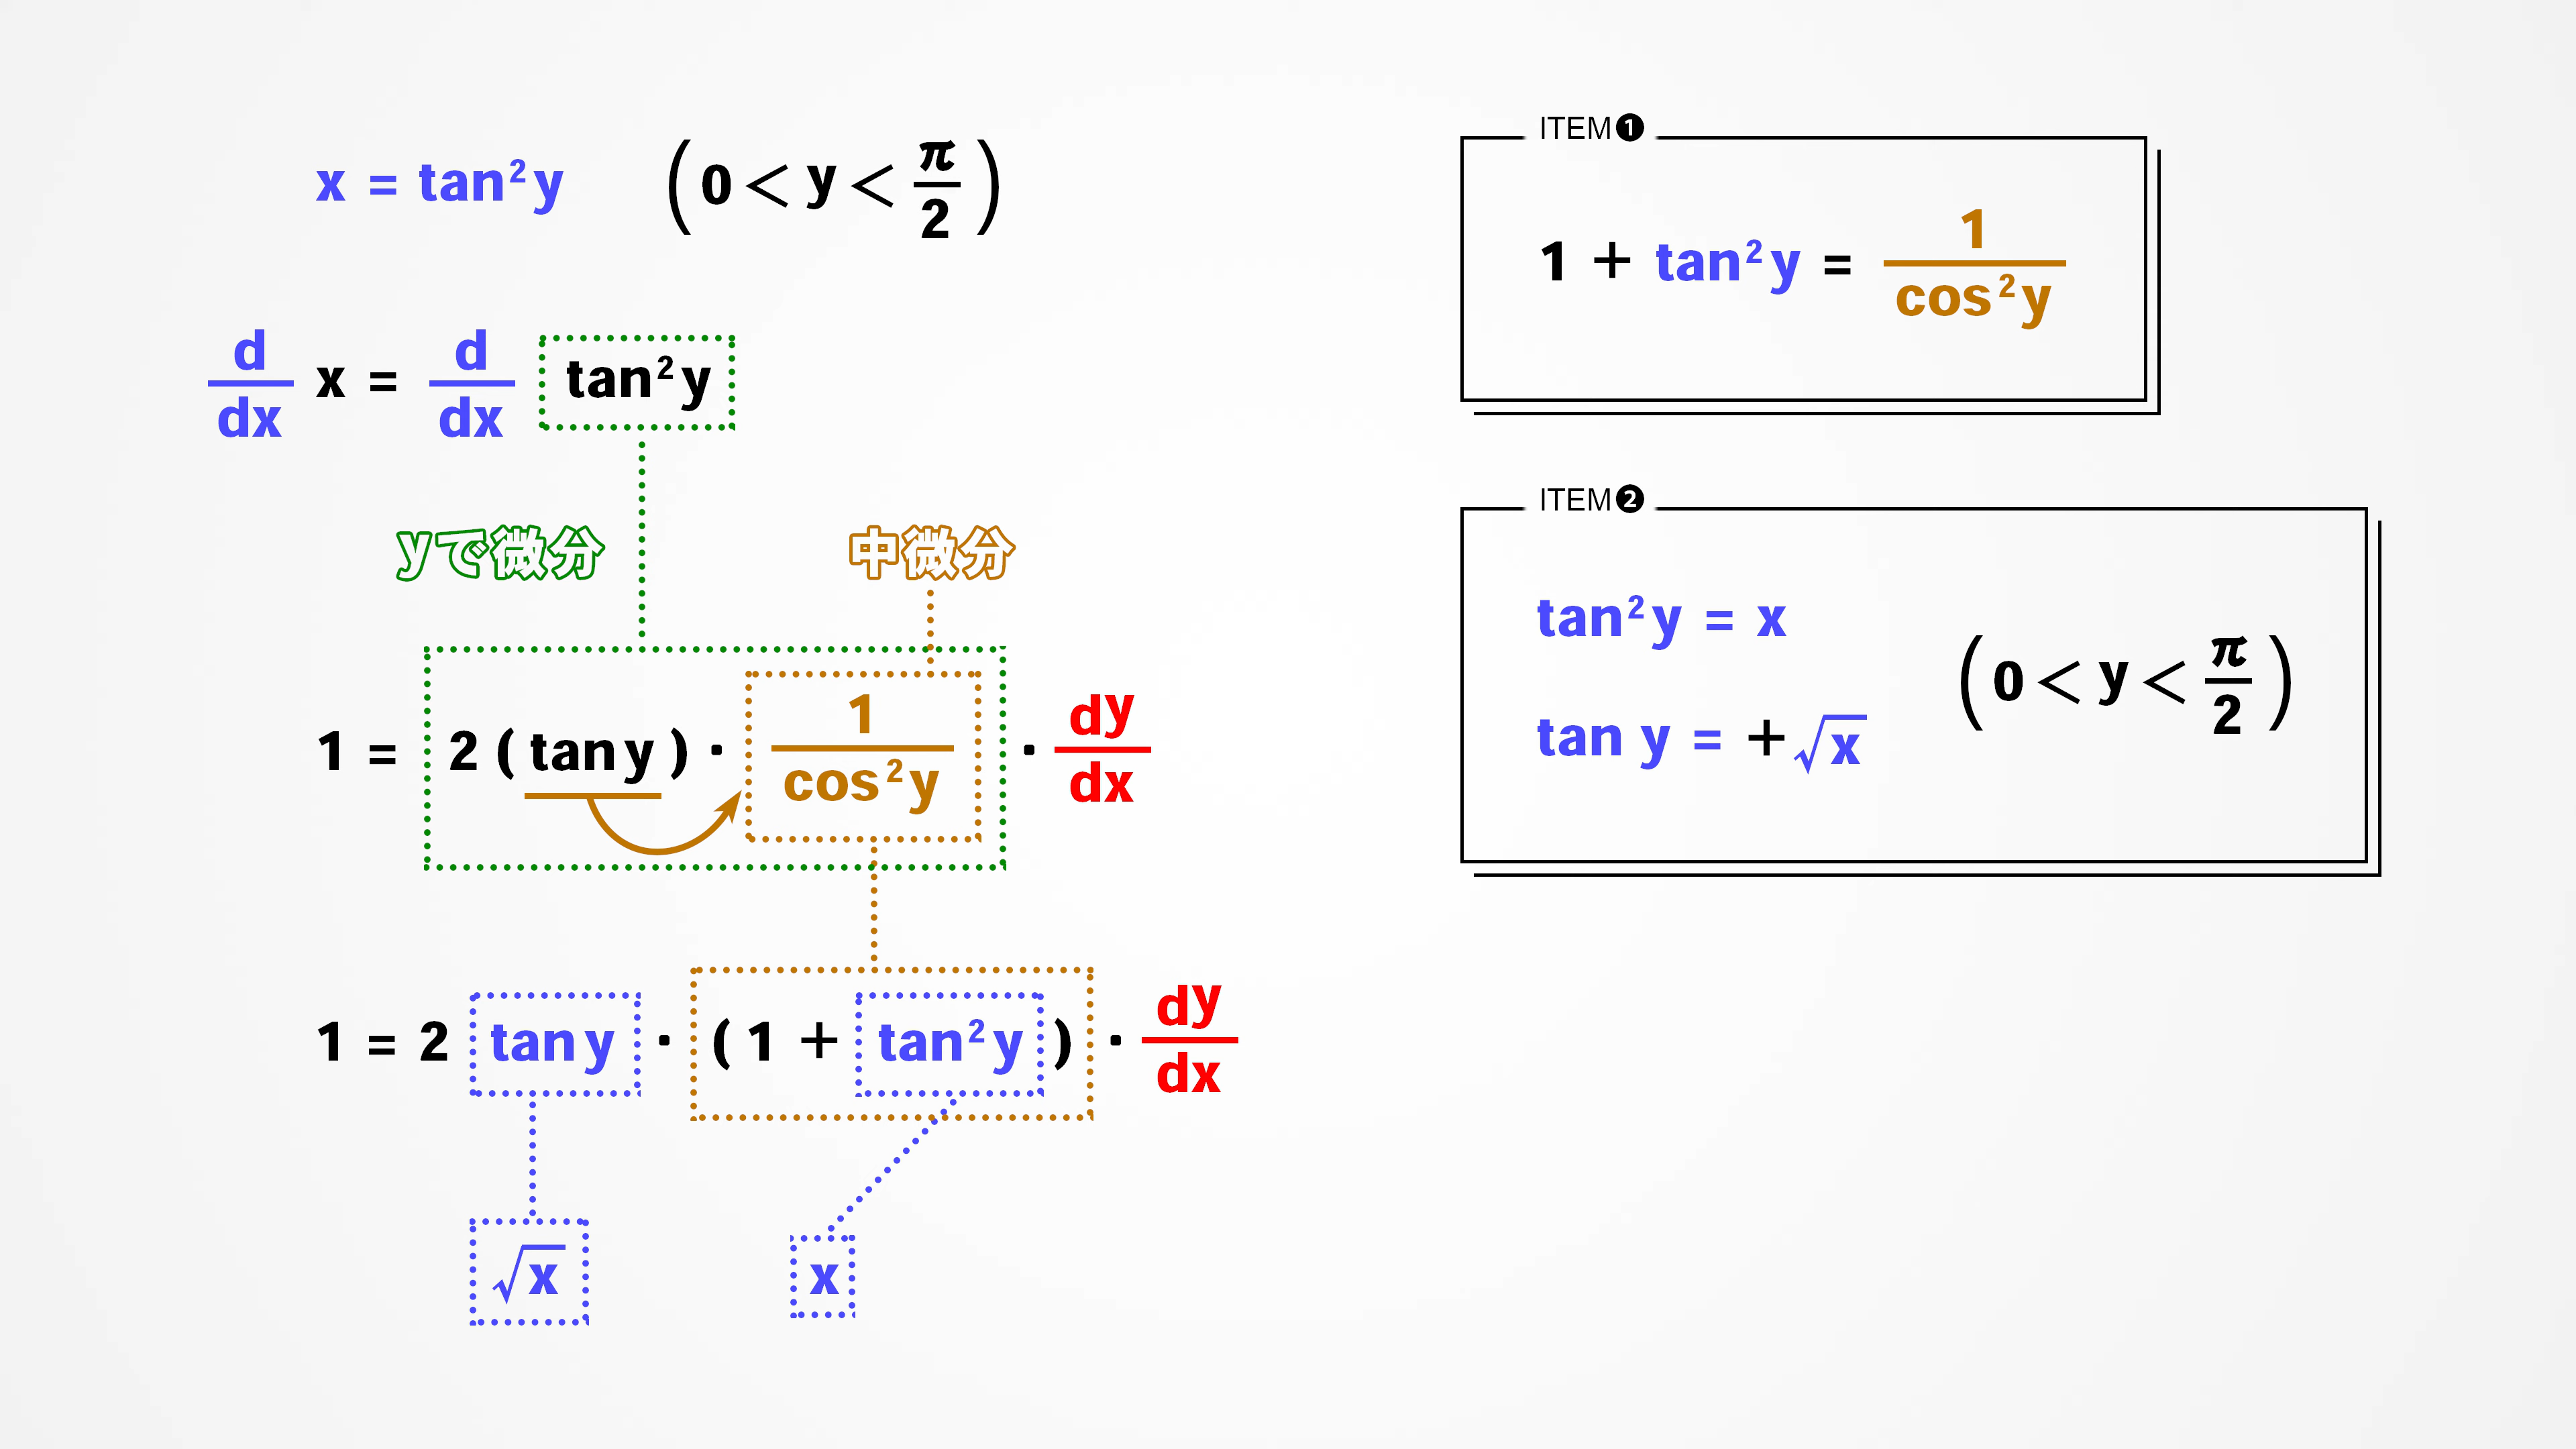 x = tan²y (0 < y < π/2)
d/dx x = d/dx tan²y
yで微分 中微分
1 = 2 ( tan y ) · 1/cos²y · dy/dx
1 = 2 tan y · ( 1 + tan²y ) · dy/dx
√x x
ITEM❶
1 + tan²y = 1/cos²y
ITEM❷
tan²y = x
tan y = +√x (0 < y < π/2)